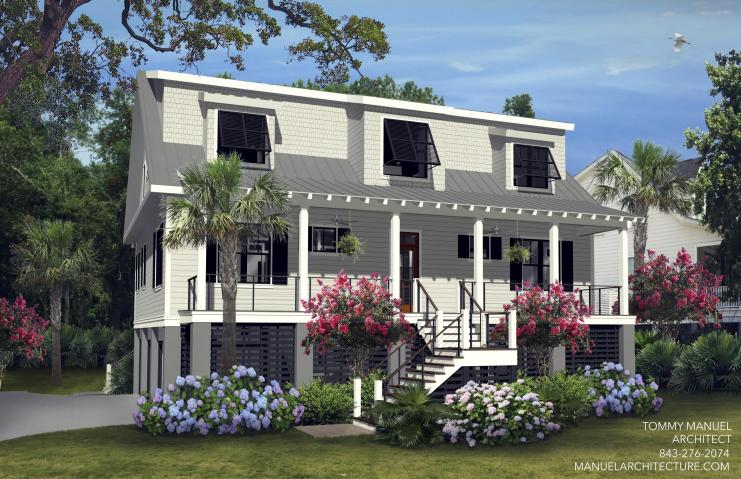 TOMMY MANUEL
ARCHITECT
843-276-2074
MANUELARCHITECTURE.COM